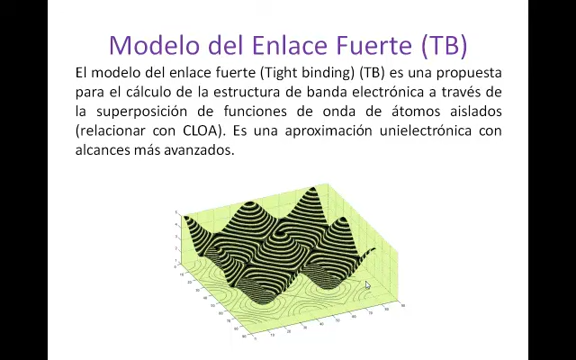 Modelo del Enlace Fuerte (TB)
El modelo del enlace fuerte (Tight binding) (TB) es una propuesta
para el cálculo de la estructura de banda electrónica a través de
la superposición de funciones de onda de átomos aislados
(relacionar con CLOA). Es una aproximación unielectrónica con
alcances más avanzados.